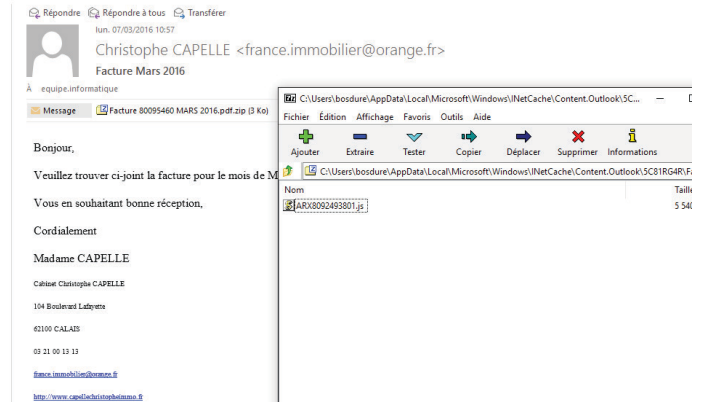 Répondre Répondre à tous Transférer
lun. 07/03/2016 10:57
Christophe CAPELLE <france.immobilier@orange.fr>
Facture Mars 2016
À equipe.informatique
Message Facture 80095460 MARS 2016.pdf.zip (3 Ko)
Bonjour,
Veuillez trouver ci-joint la facture pour le mois de M
Vous en souhaitant bonne réception,
Cordialement
Madame CAPELLE
Cabinet Christophe CAPELLE
104 Boulevard Lafayette
62100 CALAIS
03 21 00 13 13
france.immobilier@orange.fr
http://www.capellechristopheimmo.fr
C:\Users\bosdure\AppData\Local\Microsoft\Windows\INetCache\Content.Outlook\5C...
Fichier Édition Affichage Favoris Outils Aide
Ajouter Extraire Tester Copier Déplacer Supprimer Informations
C:\Users\bosdure\AppData\Local\Microsoft\Windows\INetCache\Content.Outlook\5C81RG4R\Fa
Nom Taille
ARX8092493801.js 5 540